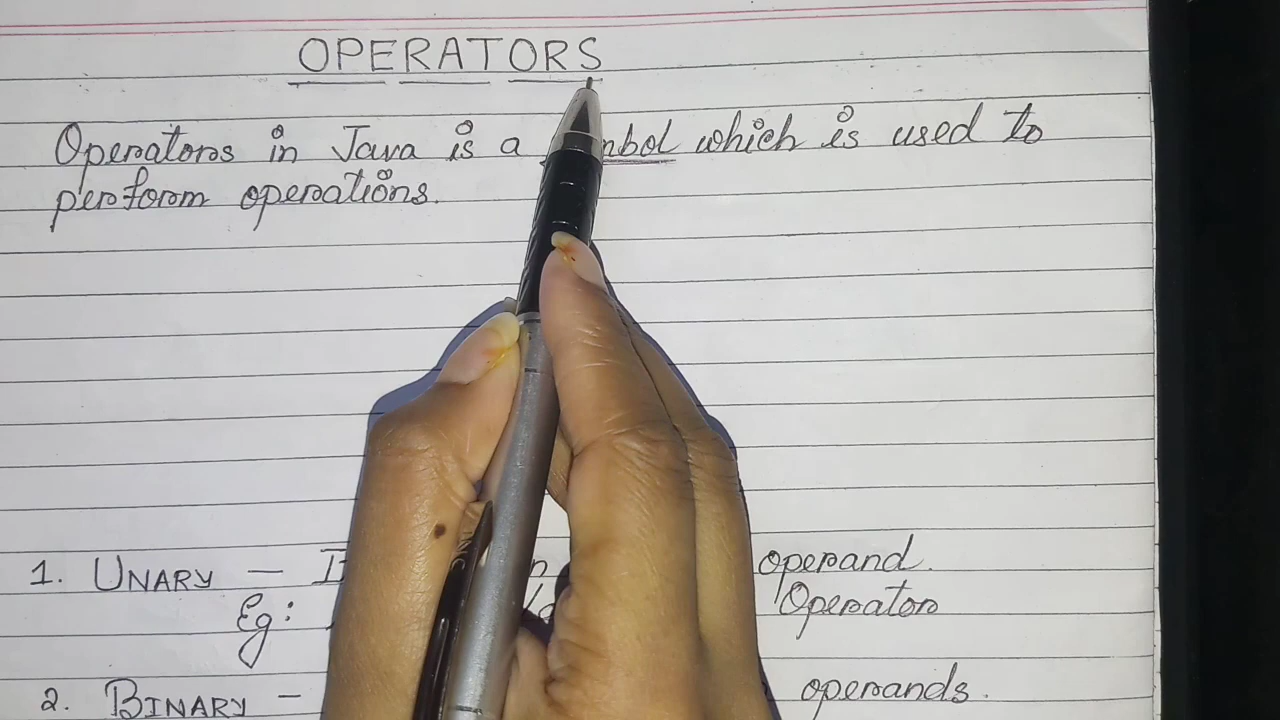 OPERATORS
Operators in Java is a which is used to
perform operations.
1. UNARY — operand.
Eg: Operator
2. BINARY – operands.